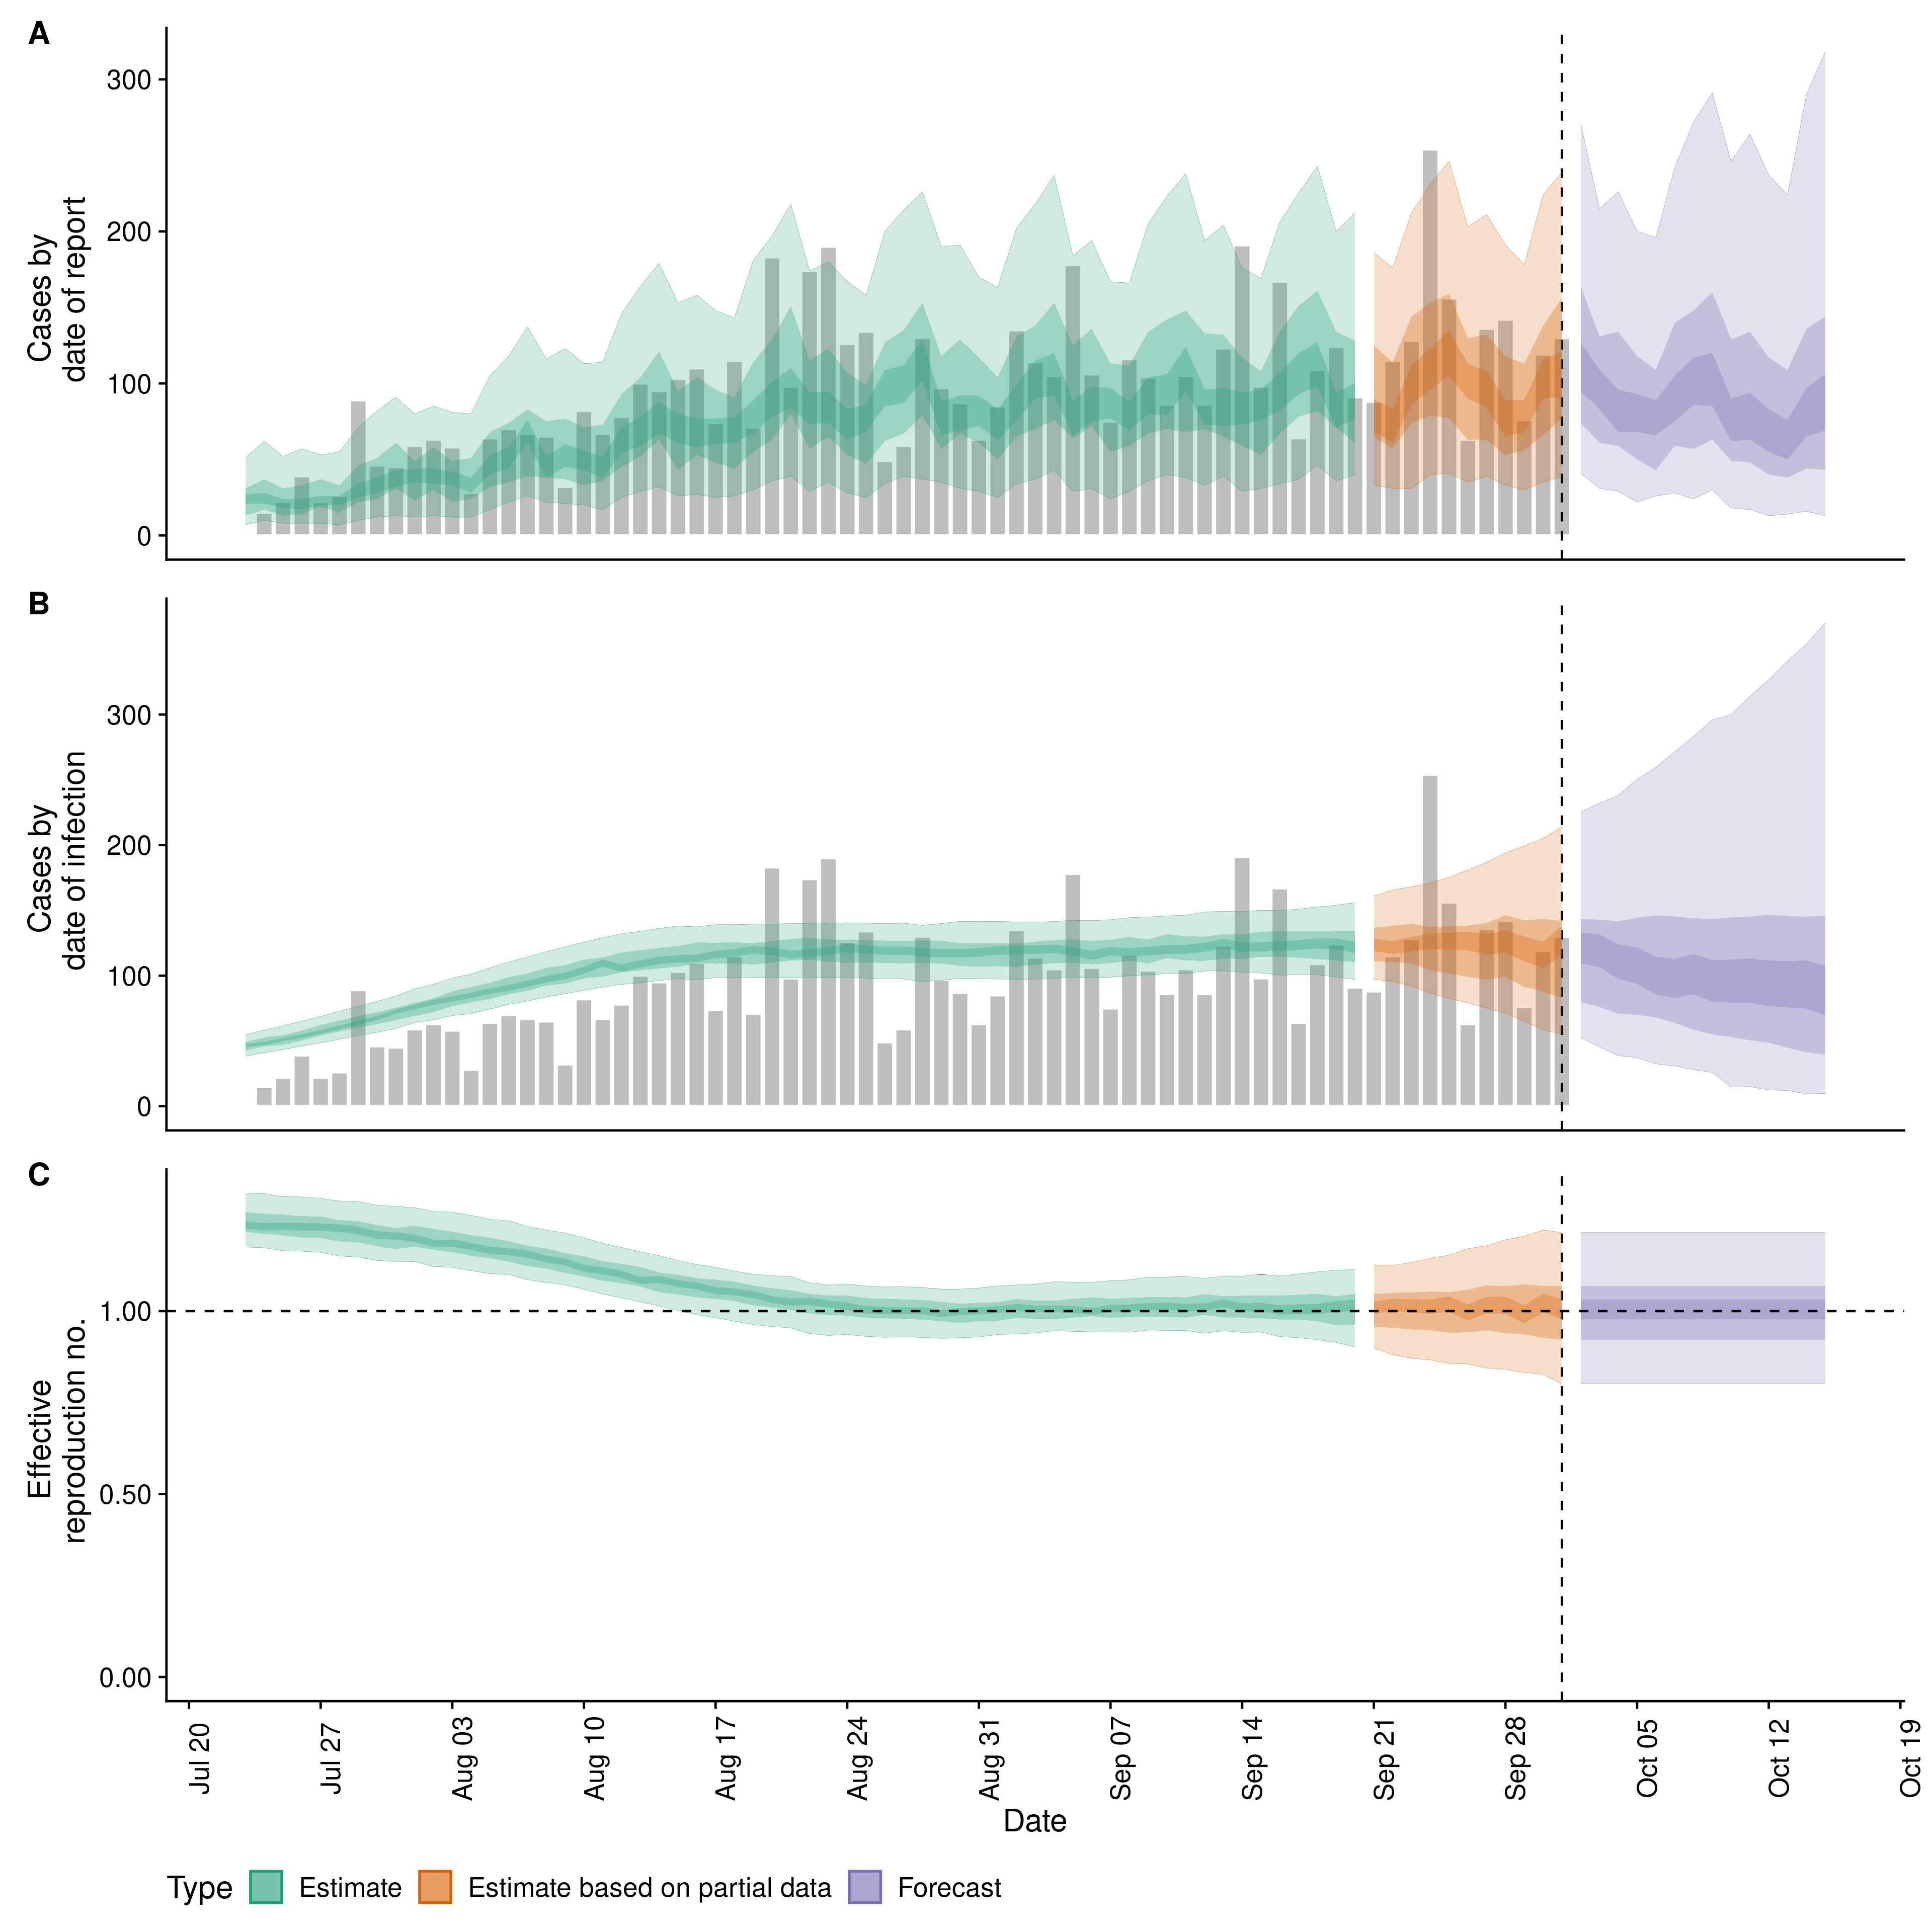 A
Cases by
date of report
300
200
100
0
B
Cases by
date of infection
300
200
100
0
C
Effective
reproduction no.
1.00
0.50
0.00
Jul 20
Jul 27
Aug 03
Aug 10
Aug 17
Aug 24
Aug 31
Sep 07
Sep 14
Sep 21
Sep 28
Oct 05
Oct 12
Oct 19
Date
Type Estimate Estimate based on partial data Forecast